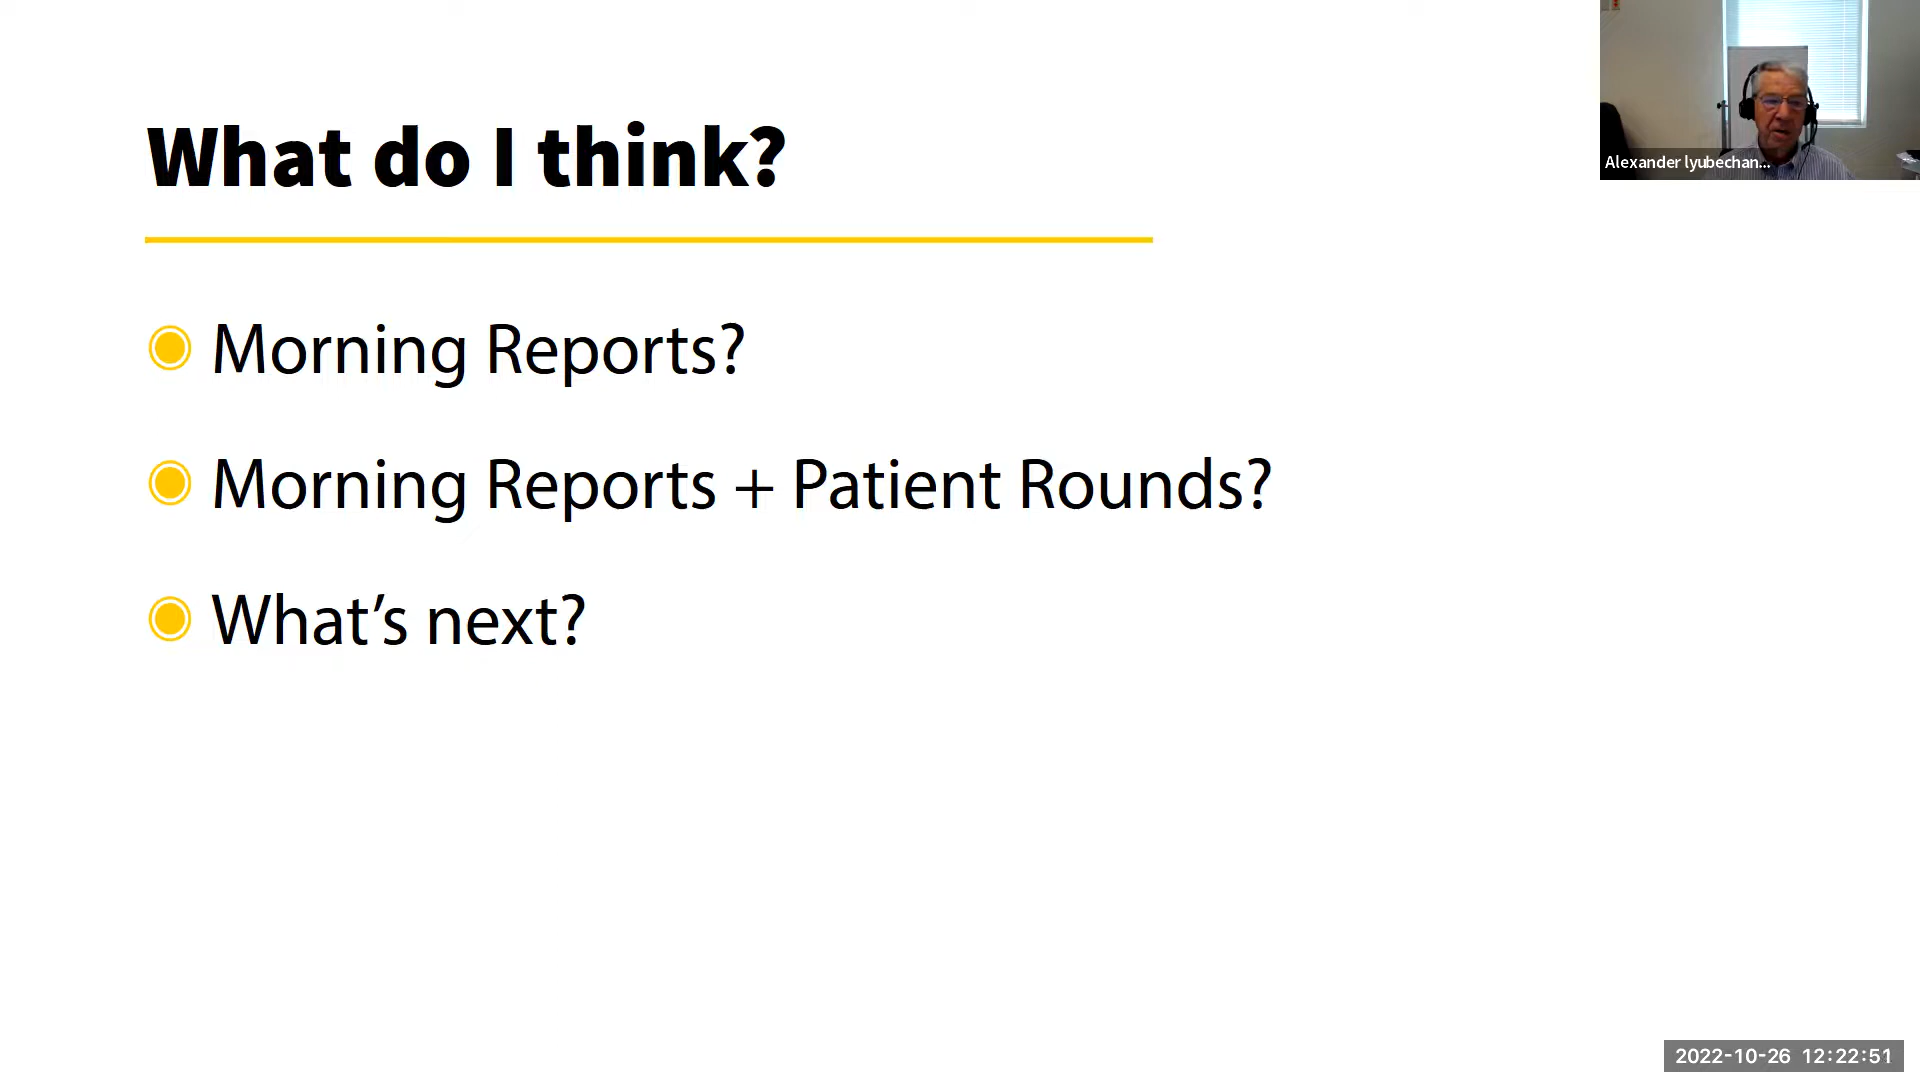 What do I think?
Morning Reports?
Morning Reports + Patient Rounds?
What’s next?
Alexander lyubechan...
2022-10-26 12:22:51